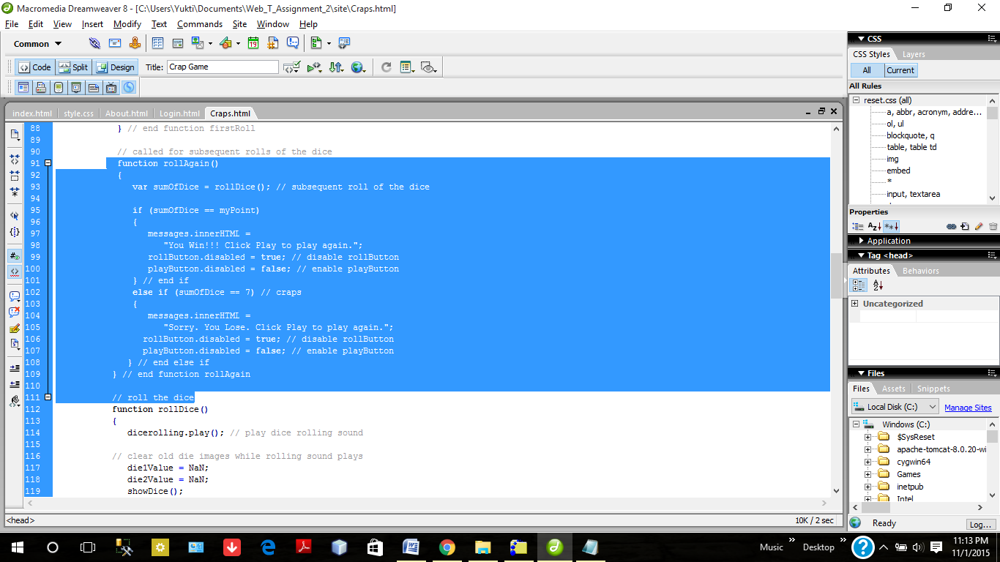 Macromedia Dreamweaver 8 - [C:\Users\Yukti\Documents\Web_T_Assignment_2\site\Craps.html]
File Edit View Insert Modify Text Commands Site Window Help
Common
Code Split Design Title: Crap Game
index.html style.css About.html Login.html Craps.html
88 } // end function firstRoll
89
90 // called for subsequent rolls of the dice
91 function rollAgain()
92 {
93 var sumOfDice = rollDice(); // subsequent roll of the dice
94
95 if (sumOfDice == myPoint)
96 {
97 messages.innerHTML =
98 "You Win!!! Click Play to play again.";
99 rollButton.disabled = true; // disable rollButton
100 playButton.disabled = false; // enable playButton
101 } // end if
102 else if (sumOfDice == 7) // craps
103 {
104 messages.innerHTML =
105 "Sorry. You Lose. Click Play to play again.";
106 rollButton.disabled = true; // disable rollButton
107 playButton.disabled = false; // enable playButton
108 } // end else if
109 } // end function rollAgain
110
111 // roll the dice
112 function rollDice()
113 {
114 dicerolling.play(); // play dice rolling sound
115
116 // clear old die images while rolling sound plays
117 die1Value = NaN;
118 die2Value = NaN;
119 showDice();
<head>
10K / 2 sec
CSS
CSS Styles Layers
All Current
All Rules
reset.css (all)
a, abbr, acronym, addre...
ol, ul
blockquote, q
table, table td
img
embed
*
input, textarea
Properties
Application
Tag <head>
Attributes Behaviors
Uncategorized
Files
Files Assets Snippets
Local Disk (C:) Manage Sites
Windows (C:)
$SysReset
apache-tomcat-8.0.20-wi
cygwin64
Games
inetpub
Intel
Ready Log...
Music Desktop
11:13 PM
11/1/2015